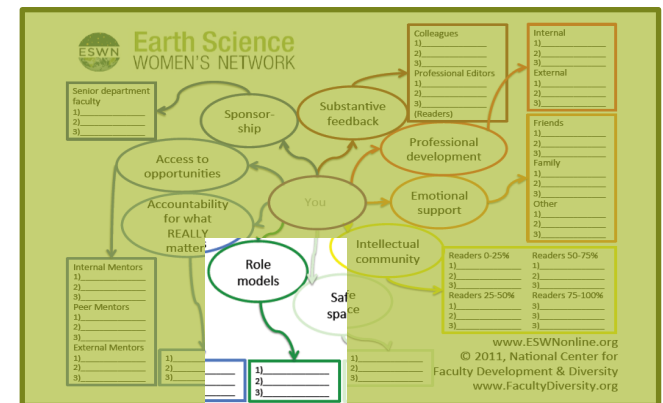 ESWN
Earth Science
WOMEN'S NETWORK
Senior department
faculty
1)
2)
3)
Sponsor-
ship
Substantive
feedback
Colleagues
1)
2)
3)
Professional Editors
1)
2)
3)
(Readers)
Internal
1)
2)
External
1)
2)
3)
Access to
opportunities
Professional
development
Friends
1)
2)
3)
Family
1)
2)
3)
Other
1)
2)
3)
Accountability
for what
REALLY
matter
You
Emotional
support
Role
models
Safe
space
Intellectual
community
Internal Mentors
1)
2)
3)
Peer Mentors
1)
2)
3)
External Mentors
1)
2)
3)
1)
2)
3)
1)
2)
3)
1)
2)
3)
Readers 0-25% Readers 50-75%
1) 1)
2) 2)
3) 3)
Readers 25-50% Readers 75-100%
1) 1)
2) 2)
3) 3)
www.ESWNonline.org
© 2011, National Center for
Faculty Development & Diversity
www.FacultyDiversity.org